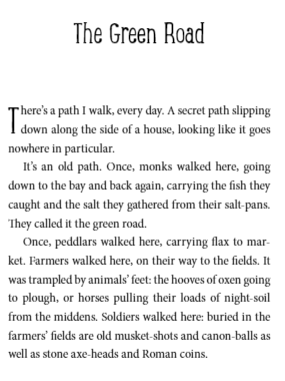 The Green Road
There's a path I walk, every day. A secret path slipping
down along the side of a house, looking like it goes
nowhere in particular.
It's an old path. Once, monks walked here, going
down to the bay and back again, carrying the fish they
caught and the salt they gathered from their salt-pans.
They called it the green road.
Once, peddlars walked here, carrying flax to mar-
ket. Farmers walked here, on their way to the fields. It
was trampled by animals' feet: the hooves of oxen going
to plough, or horses pulling their loads of night-soil
from the middens. Soldiers walked here: buried in the
farmers' fields are old musket-shots and canon-balls as
well as stone axe-heads and Roman coins.